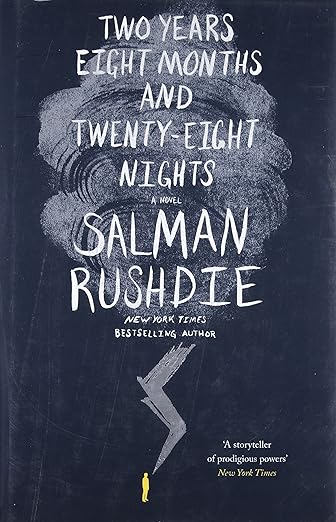 TWO YEARS
EIGHT MONTHS
AND
TWENTY-EIGHT
NIGHTS
A NOVEL
SALMAN
RUSHDIE
NEW YORK TIMES
BESTSELLING AUTHOR
'A storyteller
of prodigious powers'
New York Times